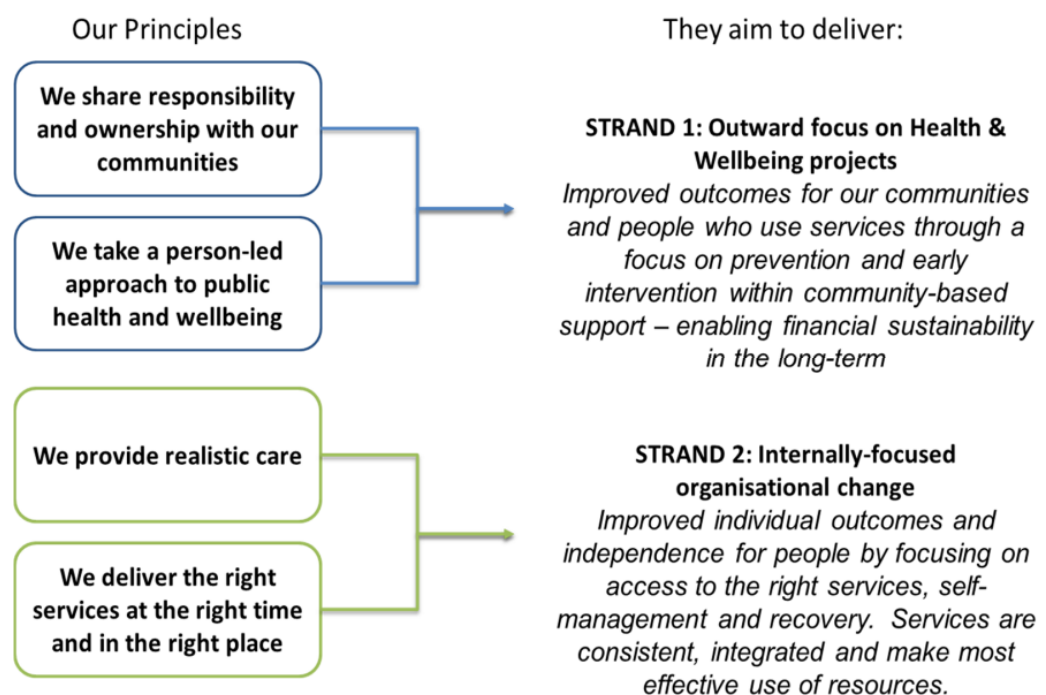 Our Principles
We share responsibility
and ownership with our
communities
We take a person-led
approach to public
health and wellbeing
We provide realistic care
We deliver the right
services at the right time
and in the right place
They aim to deliver:
STRAND 1: Outward focus on Health &
Wellbeing projects
Improved outcomes for our communities
and people who use services through a
focus on prevention and early
intervention within community-based
support – enabling financial sustainability
in the long-term
STRAND 2: Internally-focused
organisational change
Improved individual outcomes and
independence for people by focusing on
access to the right services, self-
management and recovery.  Services are
consistent, integrated and make most
effective use of resources.